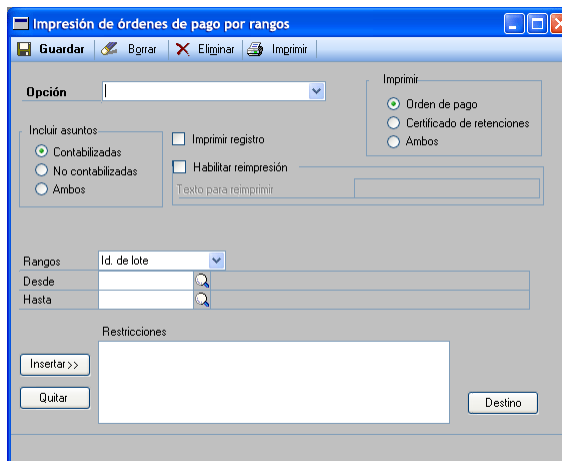 Impresión de órdenes de pago por rangos
Guardar Borrar Eliminar Imprimir
Opción
Imprimir
Orden de pago
Certificado de retenciones
Ambos
Incluir asuntos
Contabilizadas
No contabilizadas
Ambos
Imprimir registro
Habilitar reimpresión
Texto para reimprimir
Rangos Id. de lote
Desde
Hasta
Restricciones
Insertar >>
Quitar
Destino